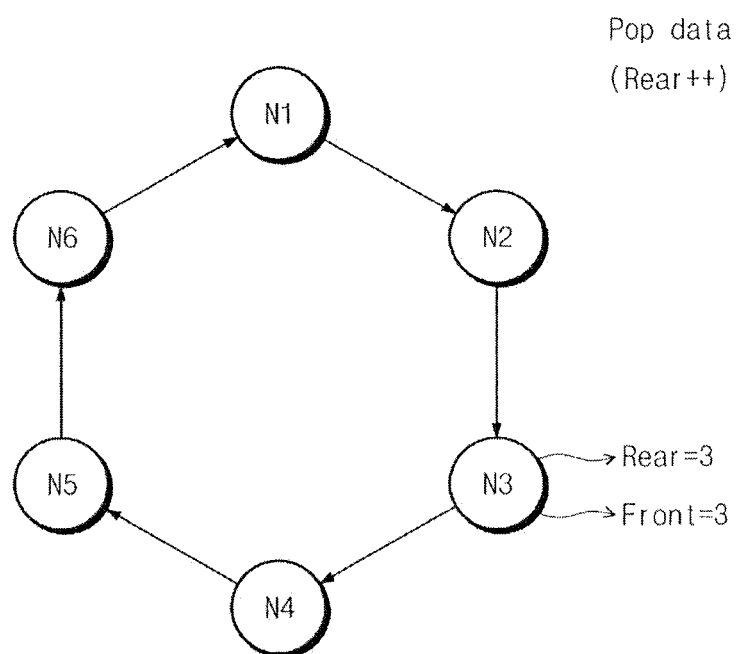 Pop data
(Rear++)
N1
N2
N6
N3
Rear=3
Front=3
N5
N4